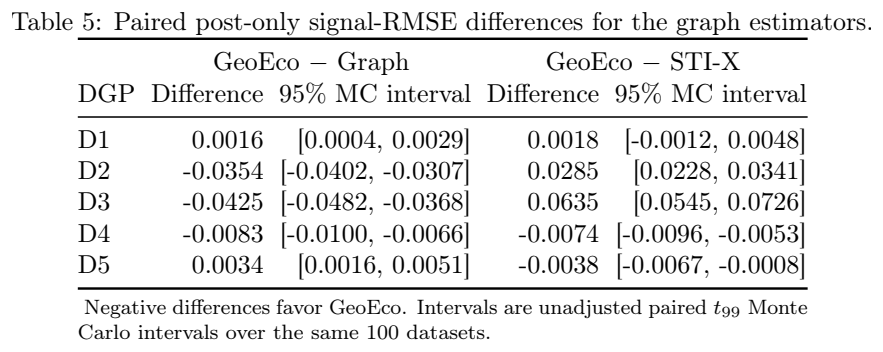 Table 5: Paired post-only signal-RMSE differences for the graph estimators.
GeoEco − Graph GeoEco − STI-X
DGP Difference 95% MC interval Difference 95% MC interval
D1 0.0016 [0.0004, 0.0029] 0.0018 [-0.0012, 0.0048]
D2 -0.0354 [-0.0402, -0.0307] 0.0285 [0.0228, 0.0341]
D3 -0.0425 [-0.0482, -0.0368] 0.0635 [0.0545, 0.0726]
D4 -0.0083 [-0.0100, -0.0066] -0.0074 [-0.0096, -0.0053]
D5 0.0034 [0.0016, 0.0051] -0.0038 [-0.0067, -0.0008]
Negative differences favor GeoEco. Intervals are unadjusted paired t₉₉ Monte
Carlo intervals over the same 100 datasets.